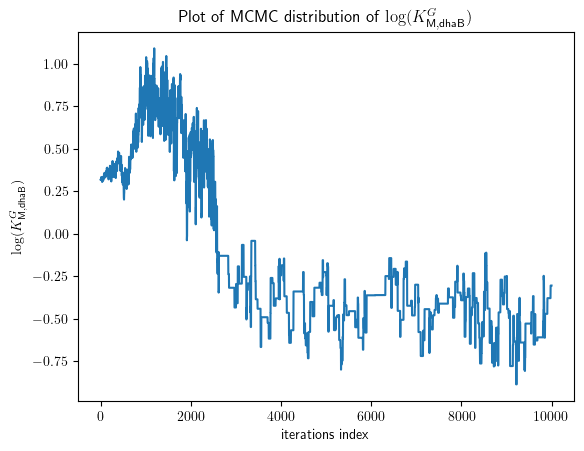 Plot of MCMC distribution of log(K^G_M,dhaB)
1.00
0.75
0.50
0.25
0.00
−0.25
−0.50
−0.75
log(K^G_M,dhaB)
0 2000 4000 6000 8000 10000
iterations index